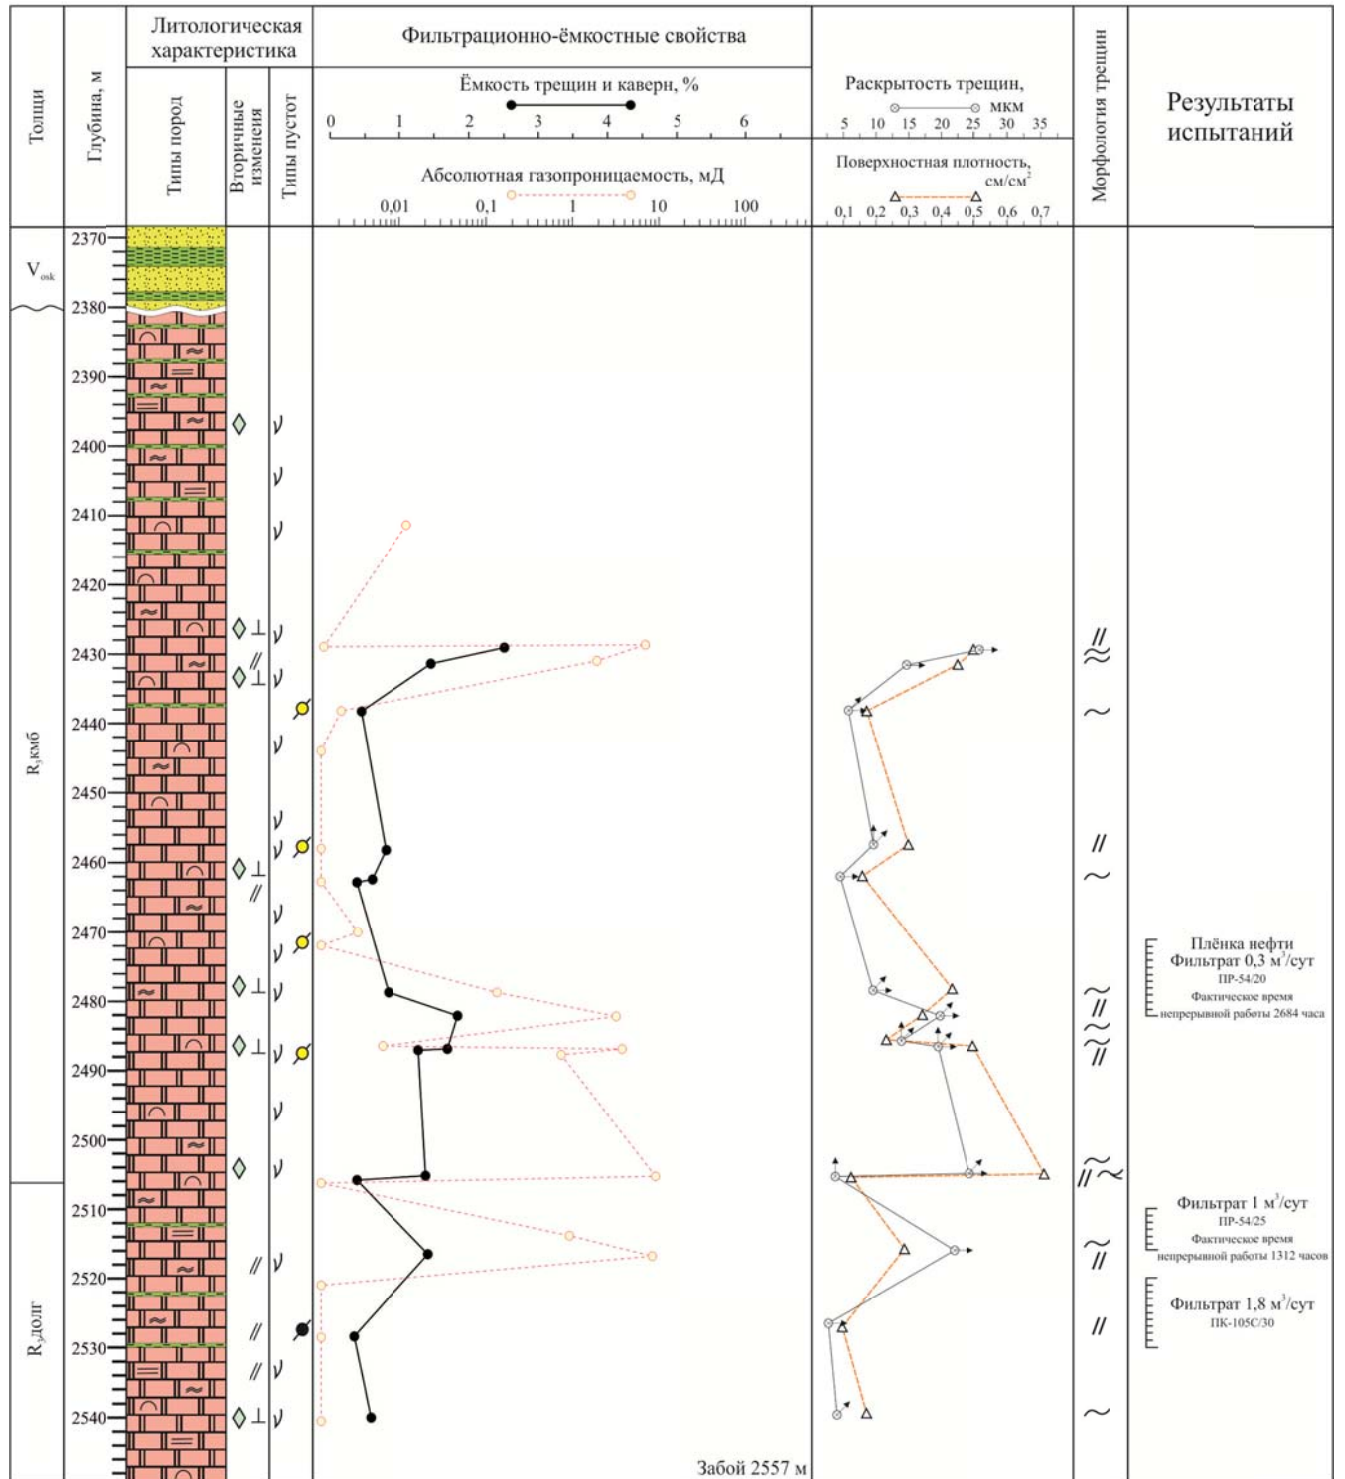 Литологическая
характеристика
Фильтрационно-ёмкостные свойства
Толщи
Глубина, м
Типы пород
Вторичные
изменеия
Типы пустот
Ёмкость трещин и каверн, %
0 1 2 3 4 5 6
Абсолютная газопроницаемость, мД
0,01 0,1 1 10 100
Раскрытость трещин,
мкм
5 10 15 20 25 30 35
Поверхностная плотность,
см/см²
0,1 0,2 0,3 0,4 0,5 0,6 0,7
Морфология трещин
Результаты
испытаний
V osk
R₃кмб
R₃долг
2370
2380
2390
2400
2410
2420
2430
2440
2450
2460
2470
2480
2490
2500
2510
2520
2530
2540
Плёнка нефти
Фильтрат 0,3 м³/сут
ПР-54/20
Фактическое время
непрерывной работы 2684 часа
Фильтрат 1 м³/сут
ПР-54/25
Фактическое время
непрерывной работы 1312 часов
Фильтрат 1,8 м³/сут
ПК-105С/30
Забой 2557 м